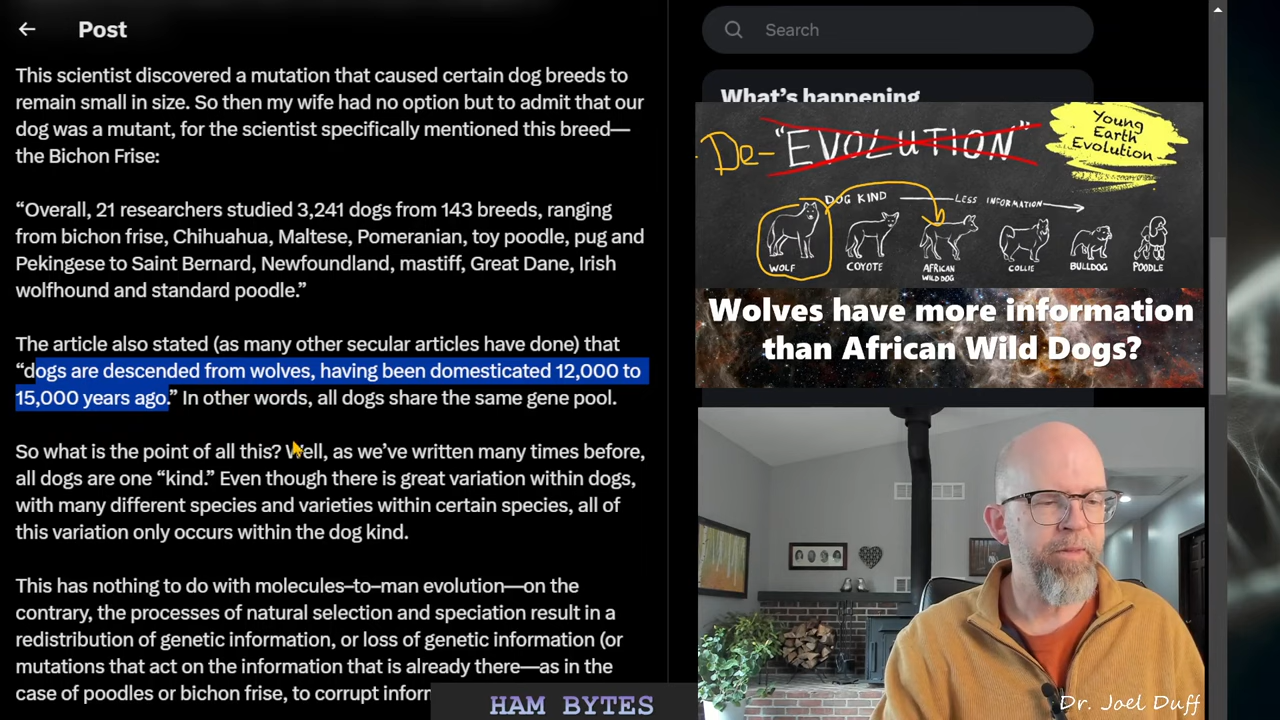 Post
This scientist discovered a mutation that caused certain dog breeds to
remain small in size. So then my wife had no option but to admit that our
dog was a mutant, for the scientist specifically mentioned this breed—
the Bichon Frise:
“Overall, 21 researchers studied 3,241 dogs from 143 breeds, ranging
from bichon frise, Chihuahua, Maltese, Pomeranian, toy poodle, pug and
Pekingese to Saint Bernard, Newfoundland, mastiff, Great Dane, Irish
wolfhound and standard poodle.”
The article also stated (as many other secular articles have done) that
“dogs are descended from wolves, having been domesticated 12,000 to
15,000 years ago.” In other words, all dogs share the same gene pool.
So what is the point of all this? Well, as we’ve written many times before,
all dogs are one “kind.” Even though there is great variation within dogs,
with many different species and varieties within certain species, all of
this variation only occurs within the dog kind.
This has nothing to do with molecules–to–man evolution—on the
contrary, the processes of natural selection and speciation result in a
redistribution of genetic information, or loss of genetic information (or
mutations that act on the information that is already there—as in the
case of poodles or bichon frise, to corrupt inform
HAM BYTES
Search
What’s happening
De-“EVOLUTION”
Young
Earth
Evolution
DOG KIND
LESS INFORMATION
WOLF
COYOTE
AFRICAN
WILD DOG
COLLIE
BULLDOG
POODLE
Wolves have more information
than African Wild Dogs?
Dr. Joel Duff